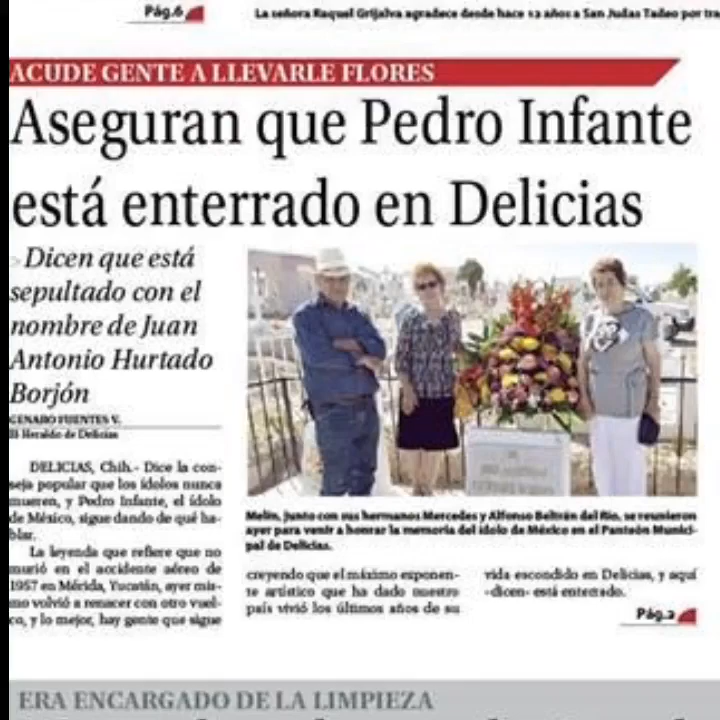 Pág.6
La señora Raquel Grijalva agradece desde hace 12 años a San Judas Tadeo por tra
ACUDE GENTE A LLEVARLE FLORES
Aseguran que Pedro Infante
está enterrado en Delicias
Dicen que está
sepultado con el
nombre de Juan
Antonio Hurtado
Borjón
GENARO FUENTES V.
El Heraldo de Delicias
DELICIAS, Chih.- Dice la con-
seja popular que los ídolos nunca
mueren, y Pedro Infante, el ídolo
de México, sigue dando de qué ha-
blar.
La leyenda que refiere que no
murió en el accidente aéreo de
1957 en Mérida, Yucatán, ayer mis-
mo volvió a renacer con otro vuel-
co, y lo mejor, hay gente que sigue
Melín, junto con sus hermanos Mercedes y Alfonso Beltrán del Río, se reunieron
ayer para venir a honrar la memoria del ídolo de México en el Panteón Munici-
pal de Delicias.
creyendo que el máximo exponen-
te artístico que ha dado nuestro
país vivió los últimos años de su
vida escondido en Delicias, y aquí
-dicen- está enterrado.
Pág.2
ERA ENCARGADO DE LA LIMPIEZA